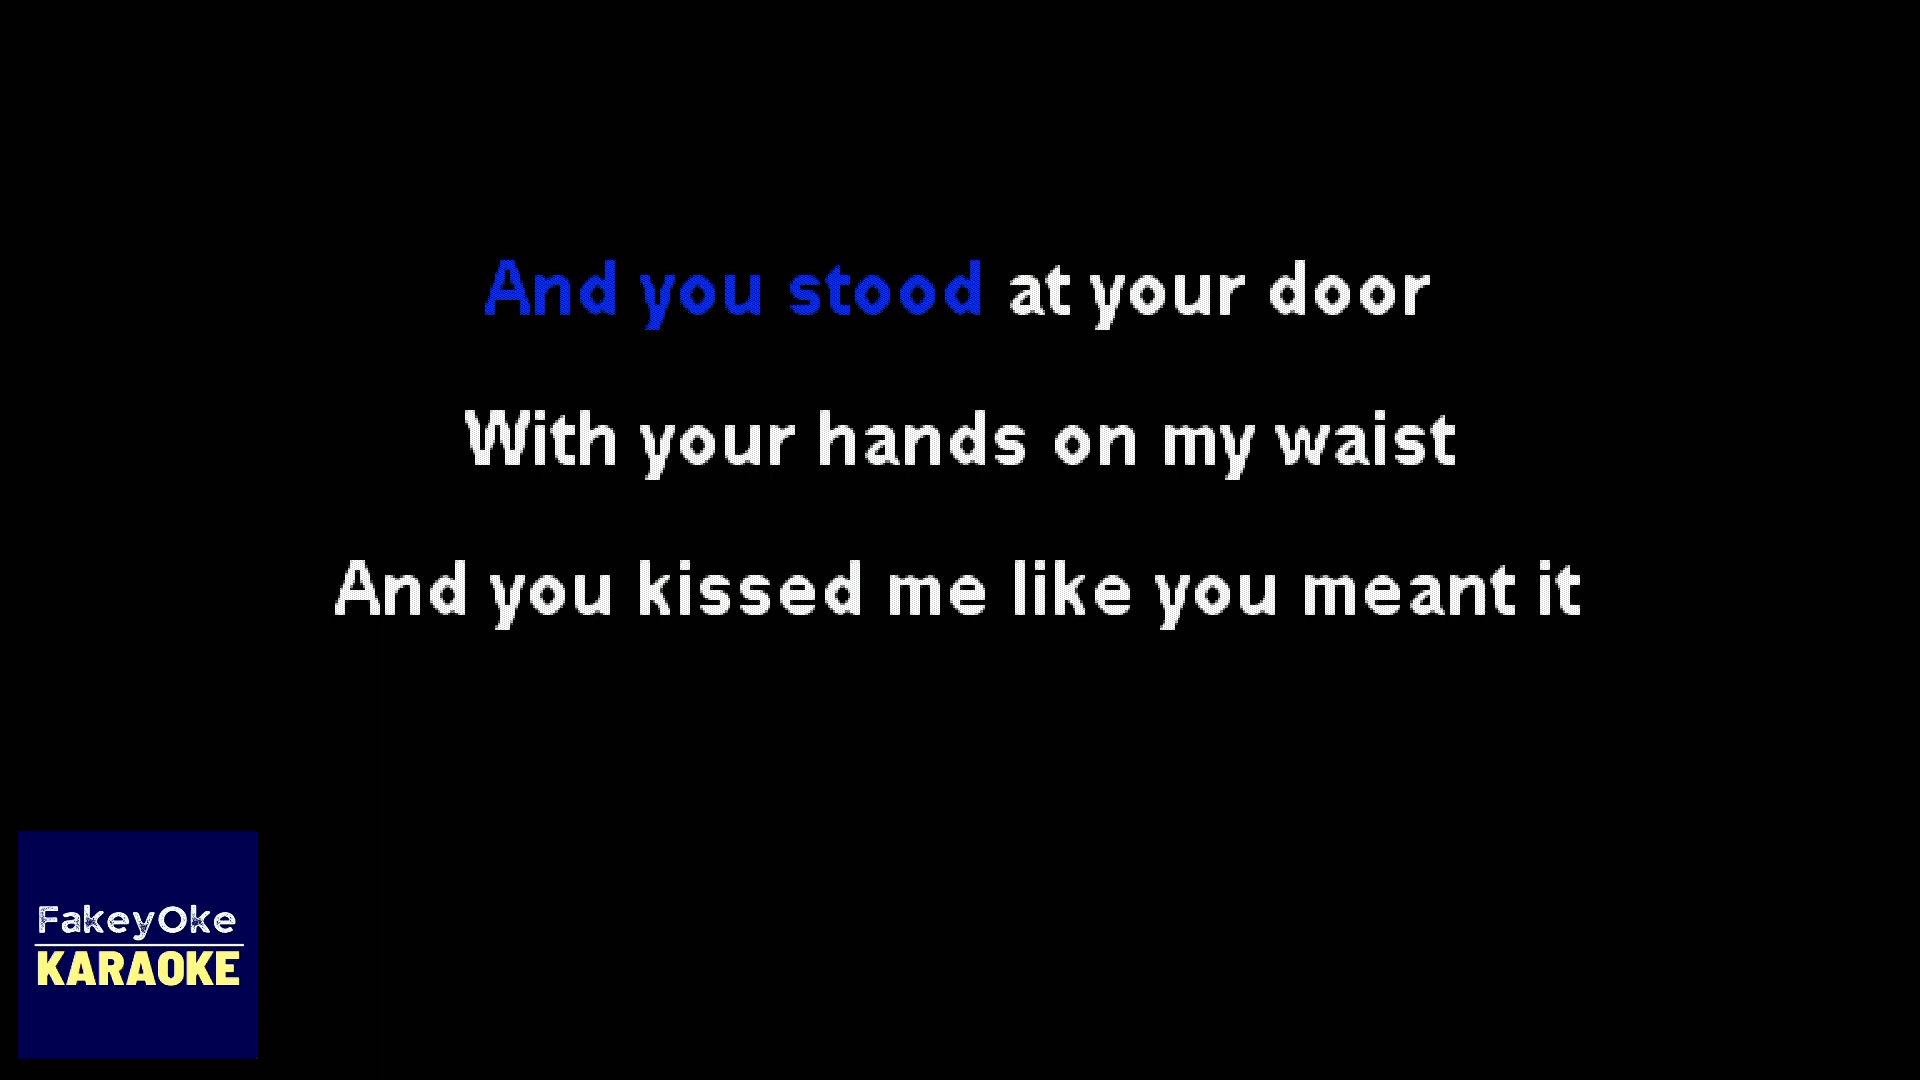 And you stood at your door
With your hands on my waist
And you kissed me like you meant it
FakeyOke
KARAOKE